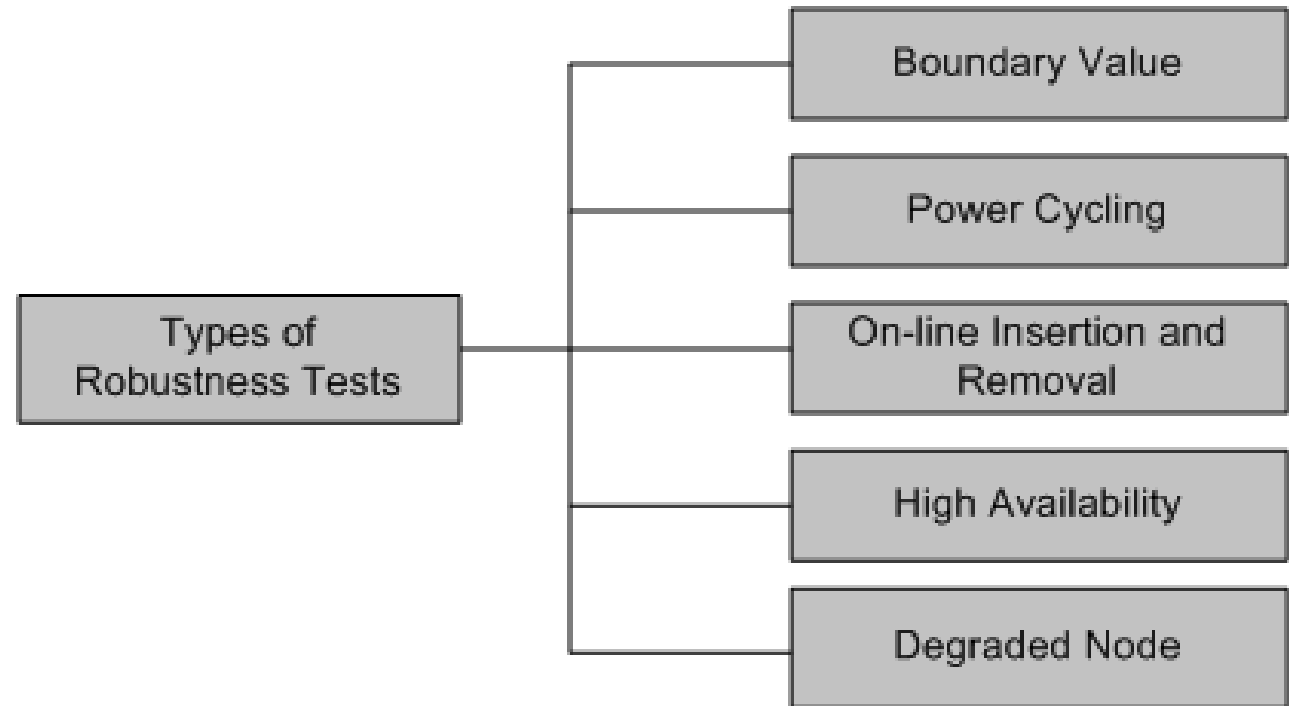 Boundary Value
Power Cycling
Types of
Robustness Tests
On-line Insertion and
Removal
High Availability
Degraded Node